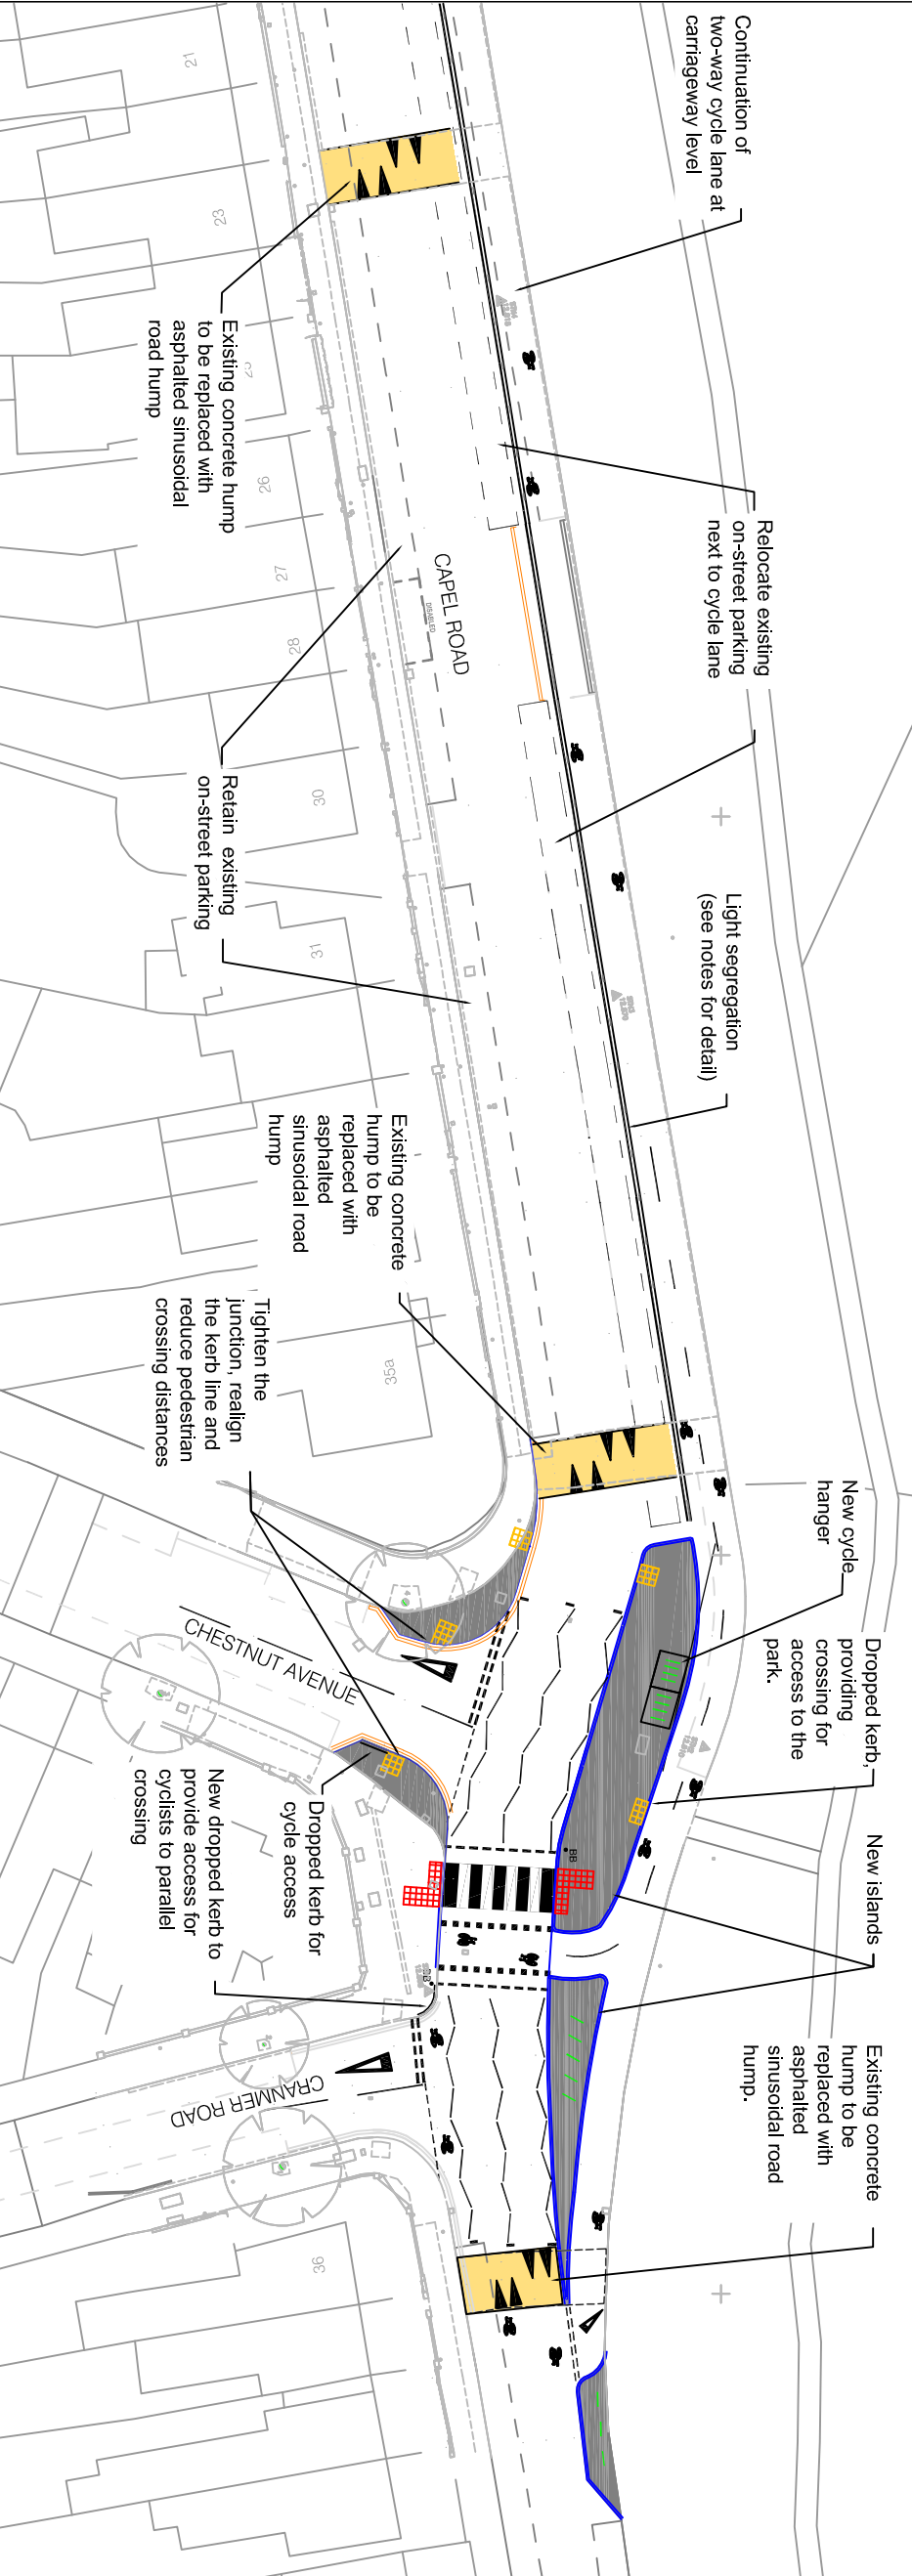 Continuation of
two-way cycle lane at
carriageway level
Relocate existing
on-street parking
next to cycle lane
Light segregation
(see notes for detail)
New cycle
hanger
Dropped kerb,
providing
crossing for
access to the
park.
New islands
Existing concrete
hump to be
replaced with
asphalted
sinusoidal road
hump.
CAPEL ROAD
DISABLED
Existing concrete hump
to be replaced with
asphalted sinusoidal
road hump
Retain existing
on-street parking
Existing concrete
hump to be
replaced with
asphalted
sinusoidal road
hump
Tighten the
junction, realign
the kerb line and
reduce pedestrian
crossing distances
CHESTNUT AVENUE
Dropped kerb for
cycle access
New dropped kerb to
provide access for
cyclists to parallel
crossing
CRANMER ROAD
BB
BB
21
23
26
27
28
30
31
35a
36